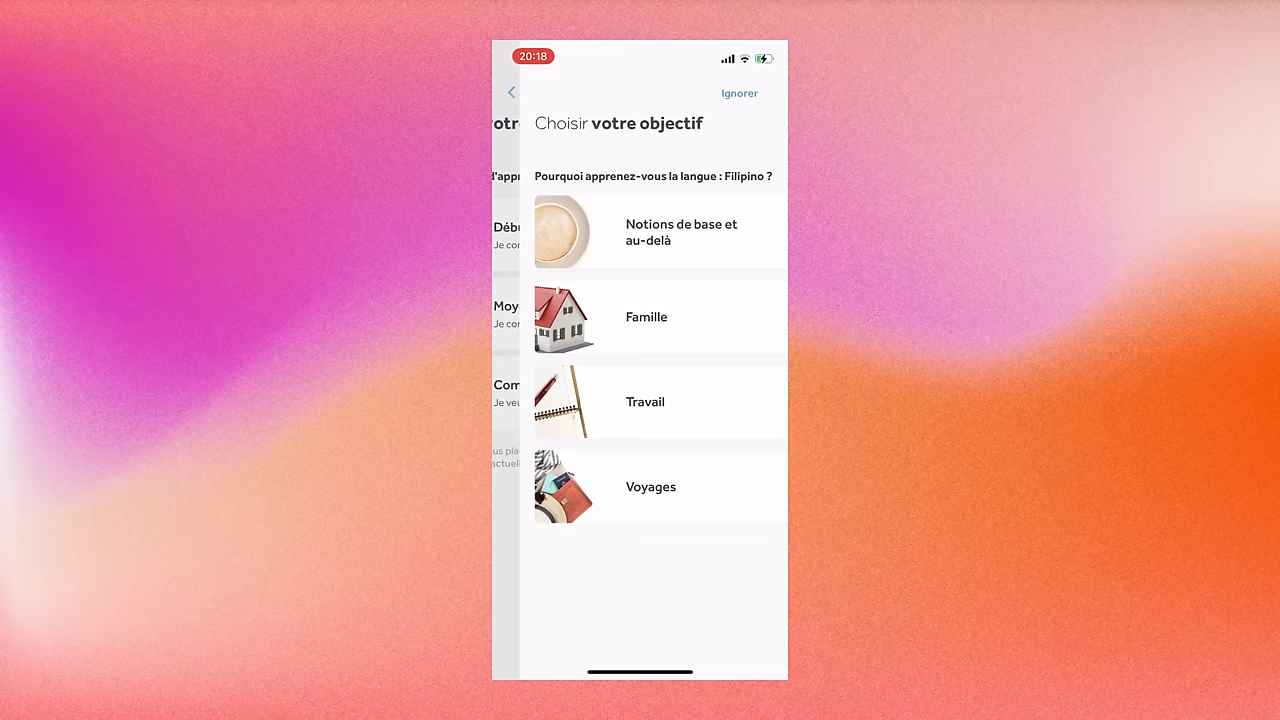 20:18
Ignorer
Choisir votre objectif
Pourquoi apprenez-vous la langue : Filipino ?
Notions de base et
au-delà
Famille
Travail
Voyages